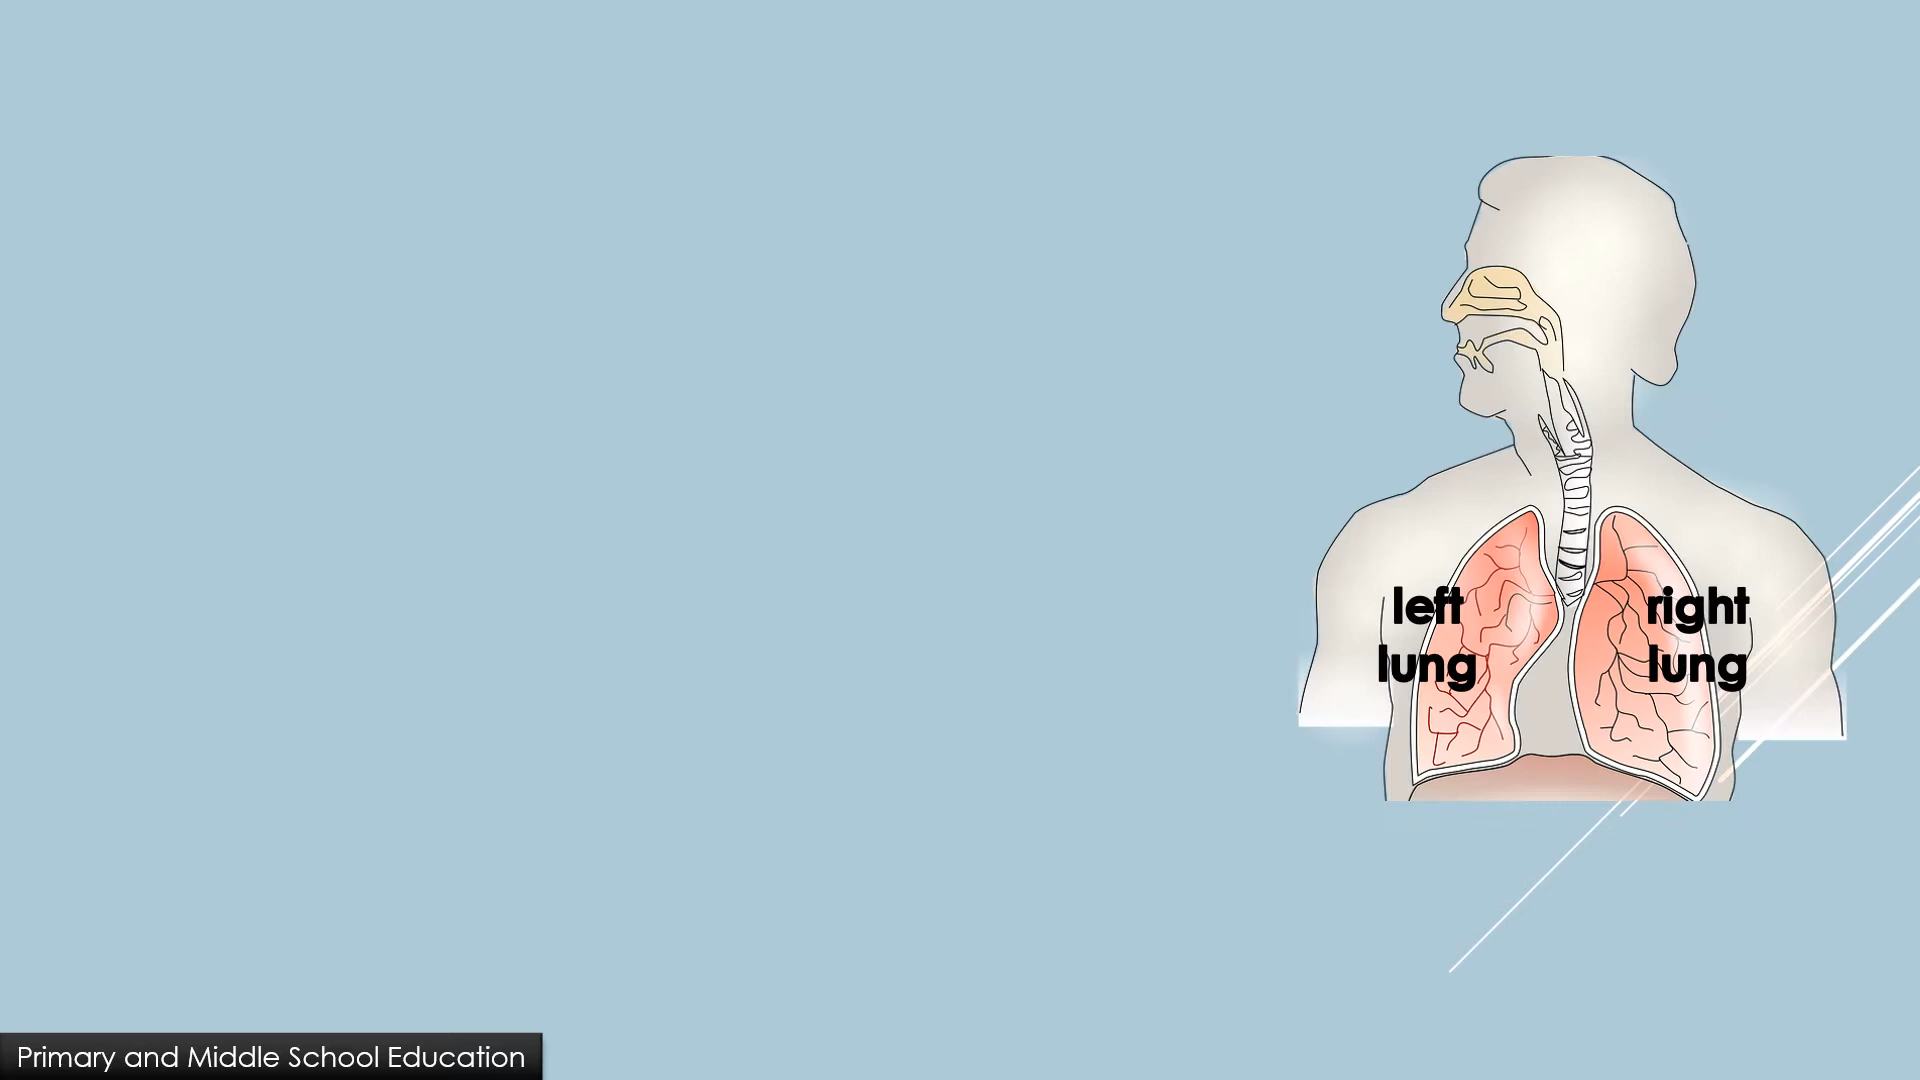 left
lung
right
lung
Primary and Middle School Education